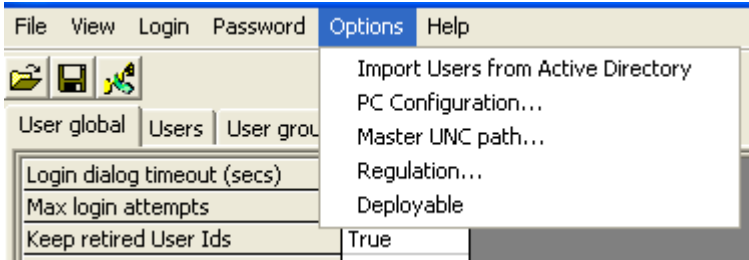 File View Login Password Options Help
Import Users from Active Directory
PC Configuration...
Master UNC path...
Regulation...
Deployable
User global Users User grou
Login dialog timeout (secs)
Max login attempts
Keep retired User Ids True